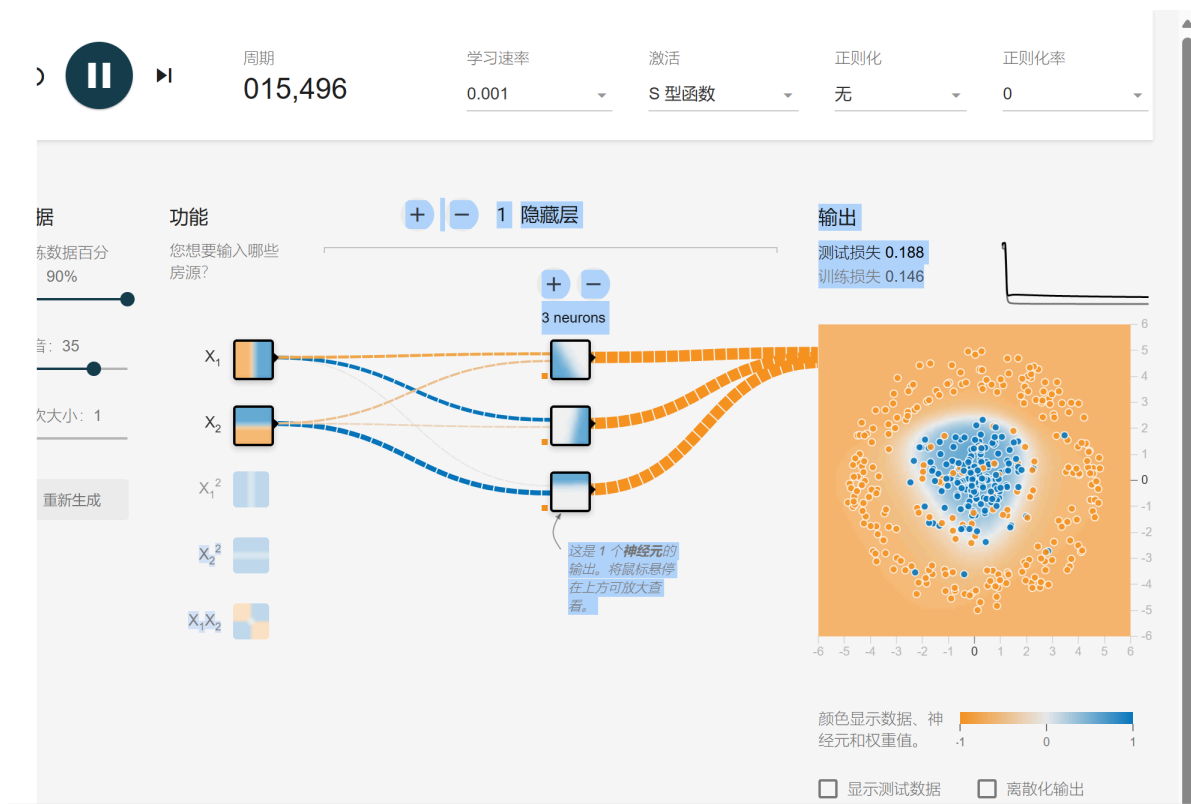 周期
015,496
学习速率
0.001
激活
S 型函数
正则化
无
正则化率
0
据
练数据百分
90%
音：35
次大小：1
重新生成
功能
您想要输入哪些
房源？
X1
X2
X1²
X2²
X1X2
+ − 1 隐藏层
+ −
3 neurons
这是 1 个神经元的
输出。将鼠标悬停
在上方可放大查
看。
输出
测试损失 0.188
训练损失 0.146
6
5
4
3
2
1
0
-1
-2
-3
-4
-5
-6
-6 -5 -4 -3 -2 -1 0 1 2 3 4 5 6
颜色显示数据、神
经元和权重值。
-1 0 1
显示测试数据
离散化输出